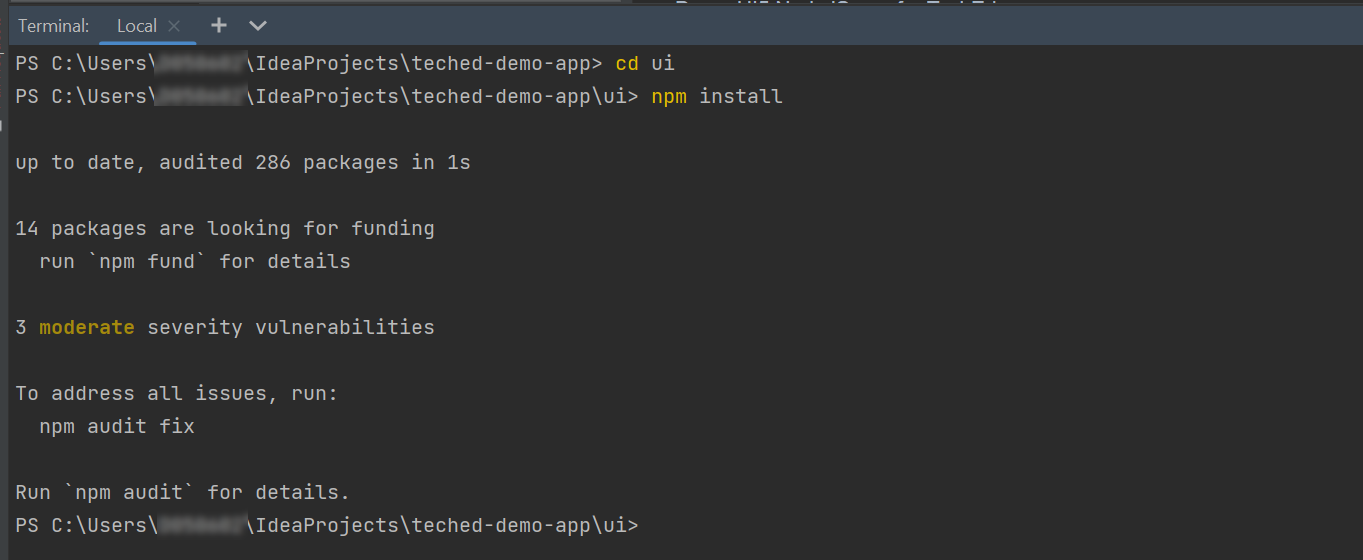 Terminal: Local
PS C:\Users\ \IdeaProjects\teched-demo-app> cd ui
PS C:\Users\ \IdeaProjects\teched-demo-app\ui> npm install
up to date, audited 286 packages in 1s
14 packages are looking for funding
run `npm fund` for details
3 moderate severity vulnerabilities
To address all issues, run:
npm audit fix
Run `npm audit` for details.
PS C:\Users\ \IdeaProjects\teched-demo-app\ui>